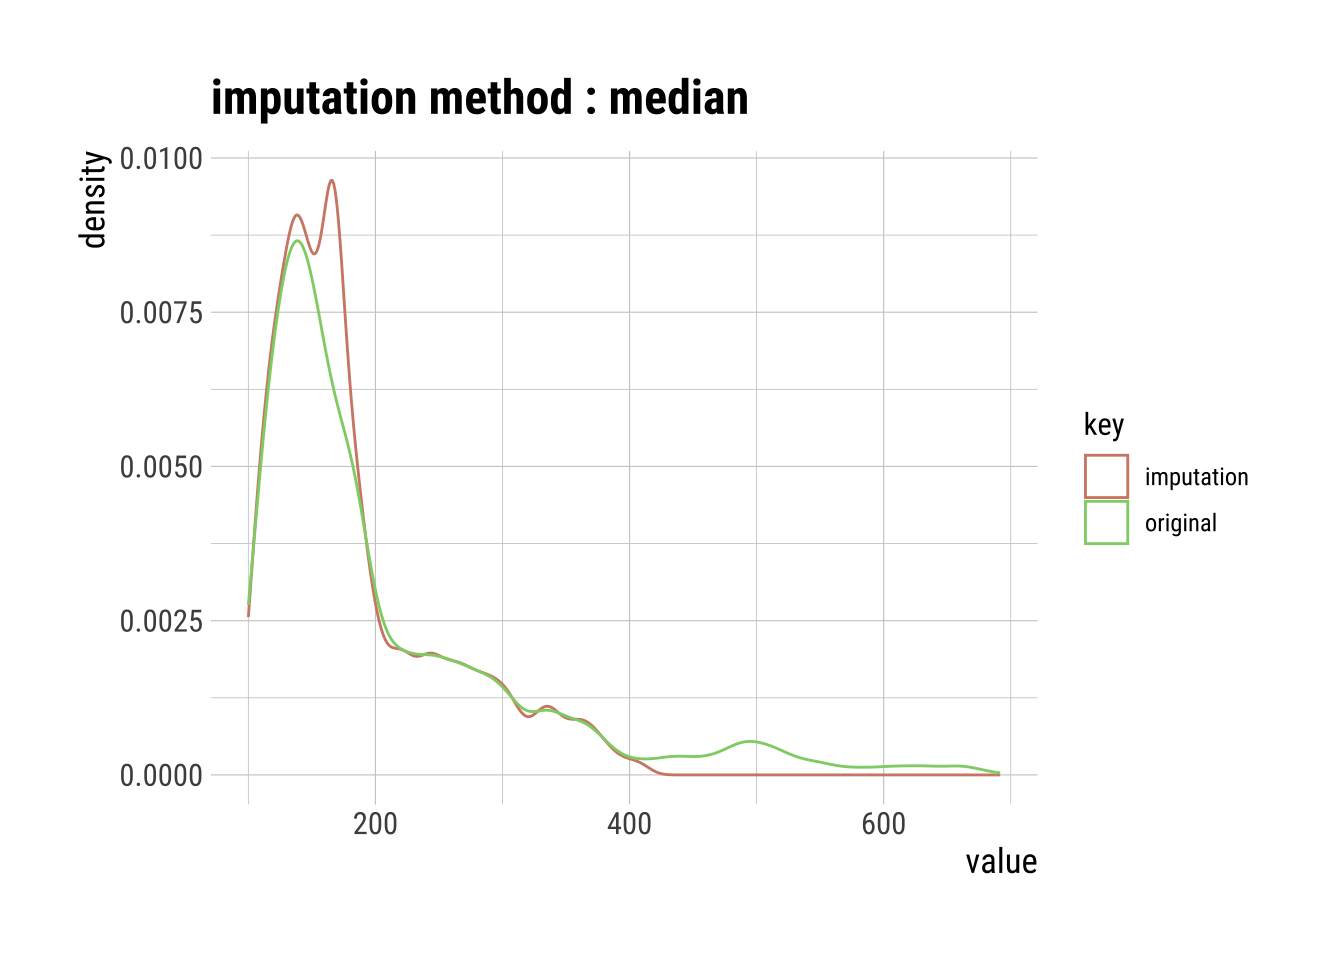 imputation method : median
density
0.0100
0.0075
0.0050
0.0025
0.0000
200 400 600
value
key
imputation
original